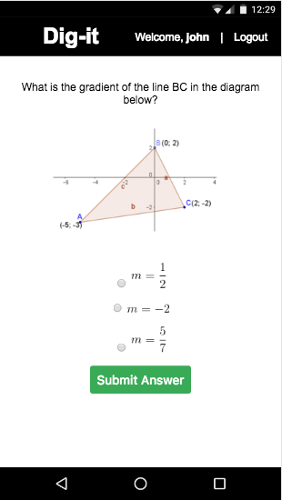 12:29
Dig-it Welcome, john | Logout
What is the gradient of the line BC in the diagram
below?
B (0; 2)
2
-6 -4 -2 0 0 2 4
c a
C(2; -2)
b -2
A
(-5; -3)
m = 1/2
m = -2
m = 5/7
Submit Answer